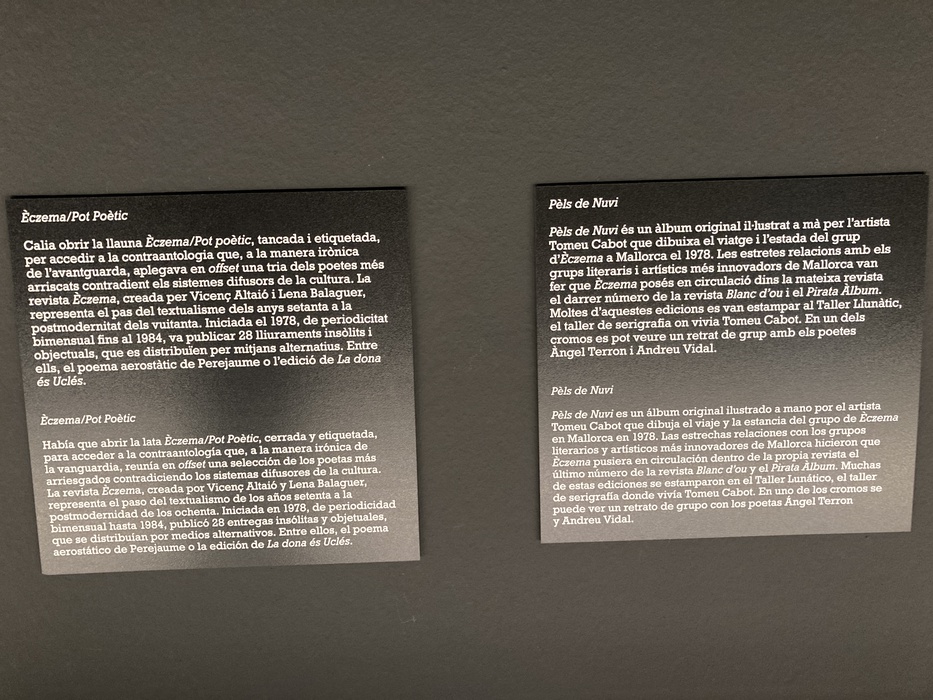 Èczema/Pot Poètic
Calia obrir la llauna Èczema/Pot poètic, tancada i etiquetada,
per accedir a la contraantologia que, a la manera irònica
de l'avantguarda, aplegava en offset una tria dels poetes més
arriscats contradient els sistemes difusors de la cultura. La
revista Èczema, creada per Vicenç Altaió i Lena Balaguer,
representa el pas del textualisme dels anys setanta a la
postmodernitat dels vuitanta. Iniciada el 1978, de periodicitat
bimensual fins al 1984, va publicar 28 lliuraments insòlits i
objectuals, que es distribuïen per mitjans alternatius. Entre
ells, el poema aerostàtic de Perejaume o l'edició de La dona
és Uclés.
Èczema/Pot Poètic
Había que abrir la lata Èczema/Pot Poètic, cerrada y etiquetada,
para acceder a la contraantología que, a la manera irónica de
la vanguardia, reunía en offset una selección de los poetas más
arriesgados contradiciendo los sistemas difusores de la cultura.
La revista Èczema, creada por Vicenç Altaió y Lena Balaguer,
representa el paso del textualismo de los años setenta a la
postmodernidad de los ochenta. Iniciada en 1978, de periodicidad
bimensual hasta 1984, publicó 28 entregas insólitas y objetuales,
que se distribuían por medios alternativos. Entre ellos, el poema
aerostático de Perejaume o la edición de La dona és Uclés.
Pèls de Nuvi
Pèls de Nuvi és un àlbum original il·lustrat a mà per l'artista
Tomeu Cabot que dibuixa el viatge i l'estada del grup
d'Èczema a Mallorca el 1978. Les estretes relacions amb els
grups literaris i artístics més innovadors de Mallorca van
fer que Èczema posés en circulació dins la mateixa revista
el darrer número de la revista Blanc d'ou i el Pirata Àlbum.
Moltes d'aquestes edicions es van estampar al Taller Llunàtic,
el taller de serigrafia on vivia Tomeu Cabot. En un dels
cromos es pot veure un retrat de grup amb els poetes
Àngel Terron i Andreu Vidal.
Pèls de Nuvi
Pèls de Nuvi es un álbum original ilustrado a mano por el artista
Tomeu Cabot que dibuja el viaje y la estancia del grupo de Èczema
en Mallorca en 1978. Las estrechas relaciones con los grupos
literarios y artísticos más innovadores de Mallorca hicieron que
Èczema pusiera en circulación dentro de la propia revista el
último número de la revista Blanc d'ou y el Pirata Àlbum. Muchas
de estas ediciones se estamparon en el Taller Lunático, el taller
de serigrafía donde vivía Tomeu Cabot. En uno de los cromos se
puede ver un retrato de grupo con los poetas Àngel Terron
y Andreu Vidal.